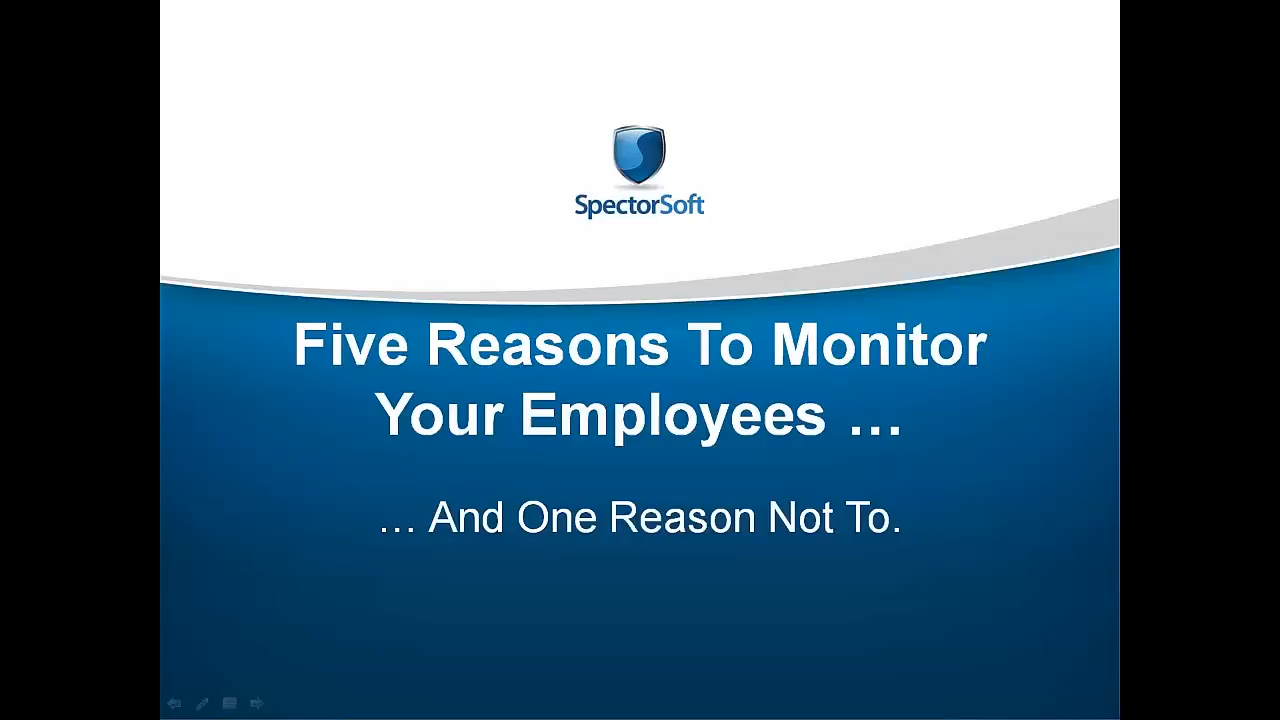 SpectorSoft
Five Reasons To Monitor
Your Employees …
… And One Reason Not To.